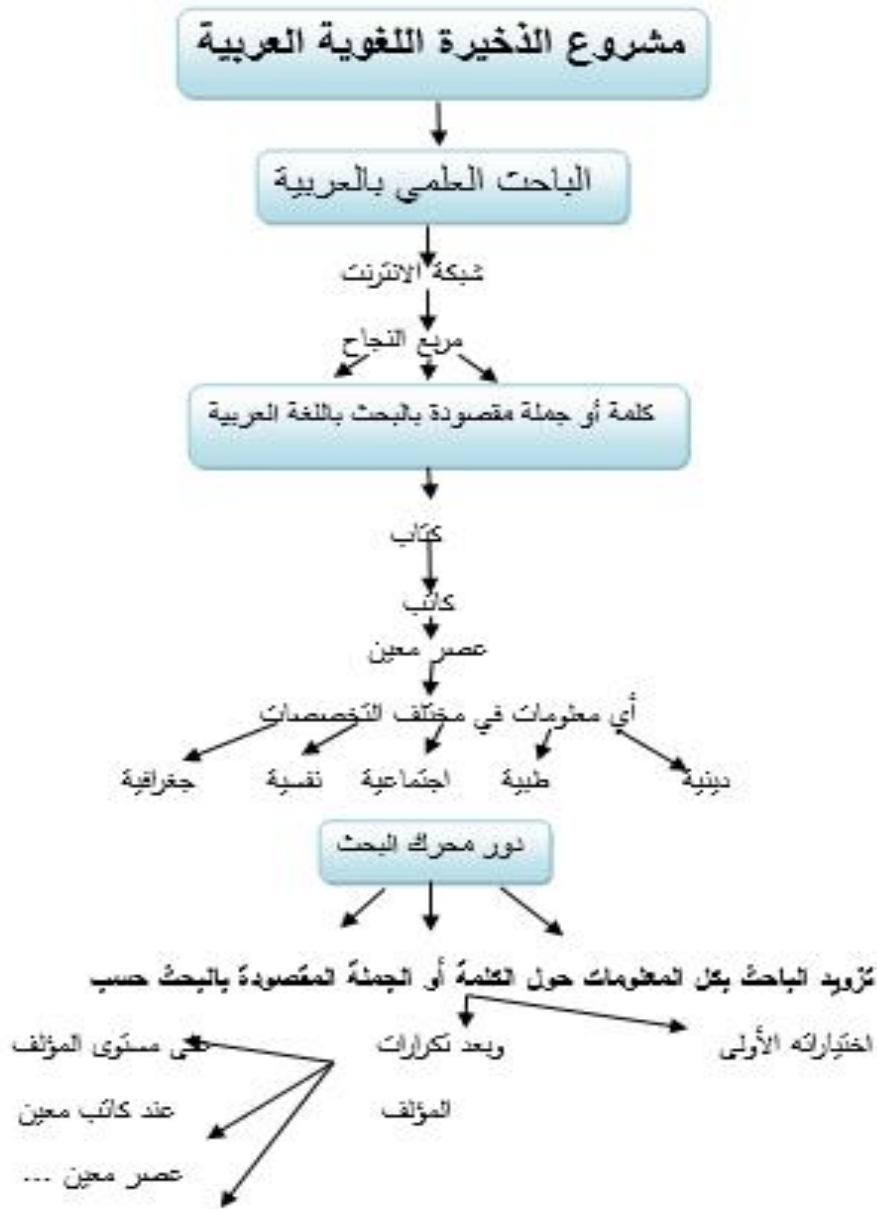 مشروع الذخيرة اللغوية العربية
الباحث العلمي بالعربية
شبكة الانترنت
مربع النجاح
كلمة أو جملة مقصودة بالبحث باللغة العربية
كتاب
كاتب
عصر معين
أي معلومات في مختلف التخصصات
دينية طبية اجتماعية نفسية جغرافية
دور محرك البحث
تزويد الباحث بكل المعلومات حول الكلمة أو الجملة المقصودة بالبحث حسب
اختياراته الأولى وبعد تكرارات على مستوى المؤلف
المؤلف عند كاتب معين
عصر معين ...